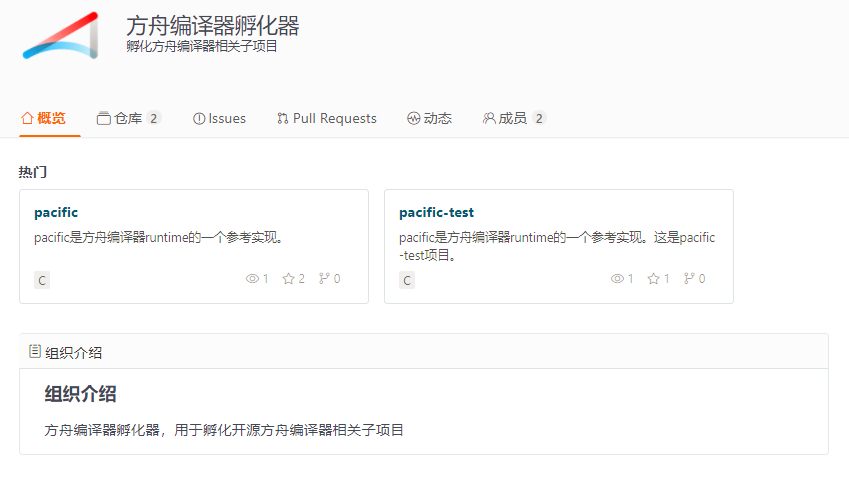 方舟编译器孵化器
孵化方舟编译器相关子项目
概览 仓库 2 Issues Pull Requests 动态 成员 2
热门
pacific
pacific是方舟编译器runtime的一个参考实现。
C 1 2 0
pacific-test
pacific是方舟编译器runtime的一个参考实现。这是pacific
-test项目。
C 1 1 0
组织介绍
组织介绍
方舟编译器孵化器，用于孵化开源方舟编译器相关子项目